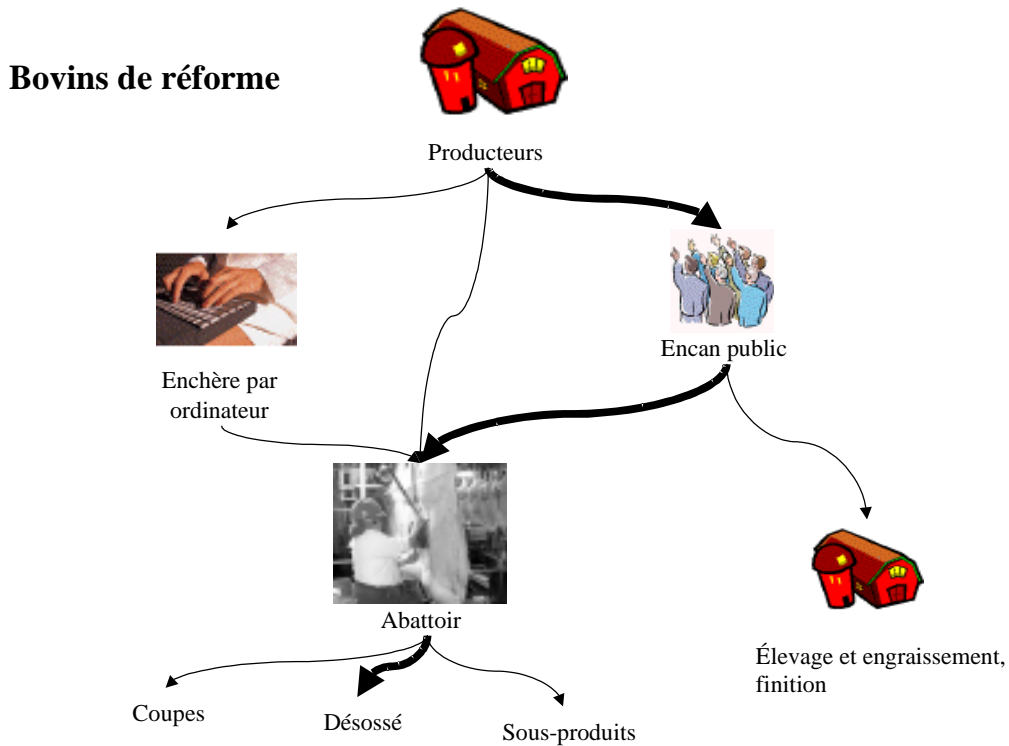 Bovins de réforme
Producteurs
Encan public
Enchère par
ordinateur
Abattoir
Élevage et engraissement,
finition
Coupes
Désossé
Sous-produits